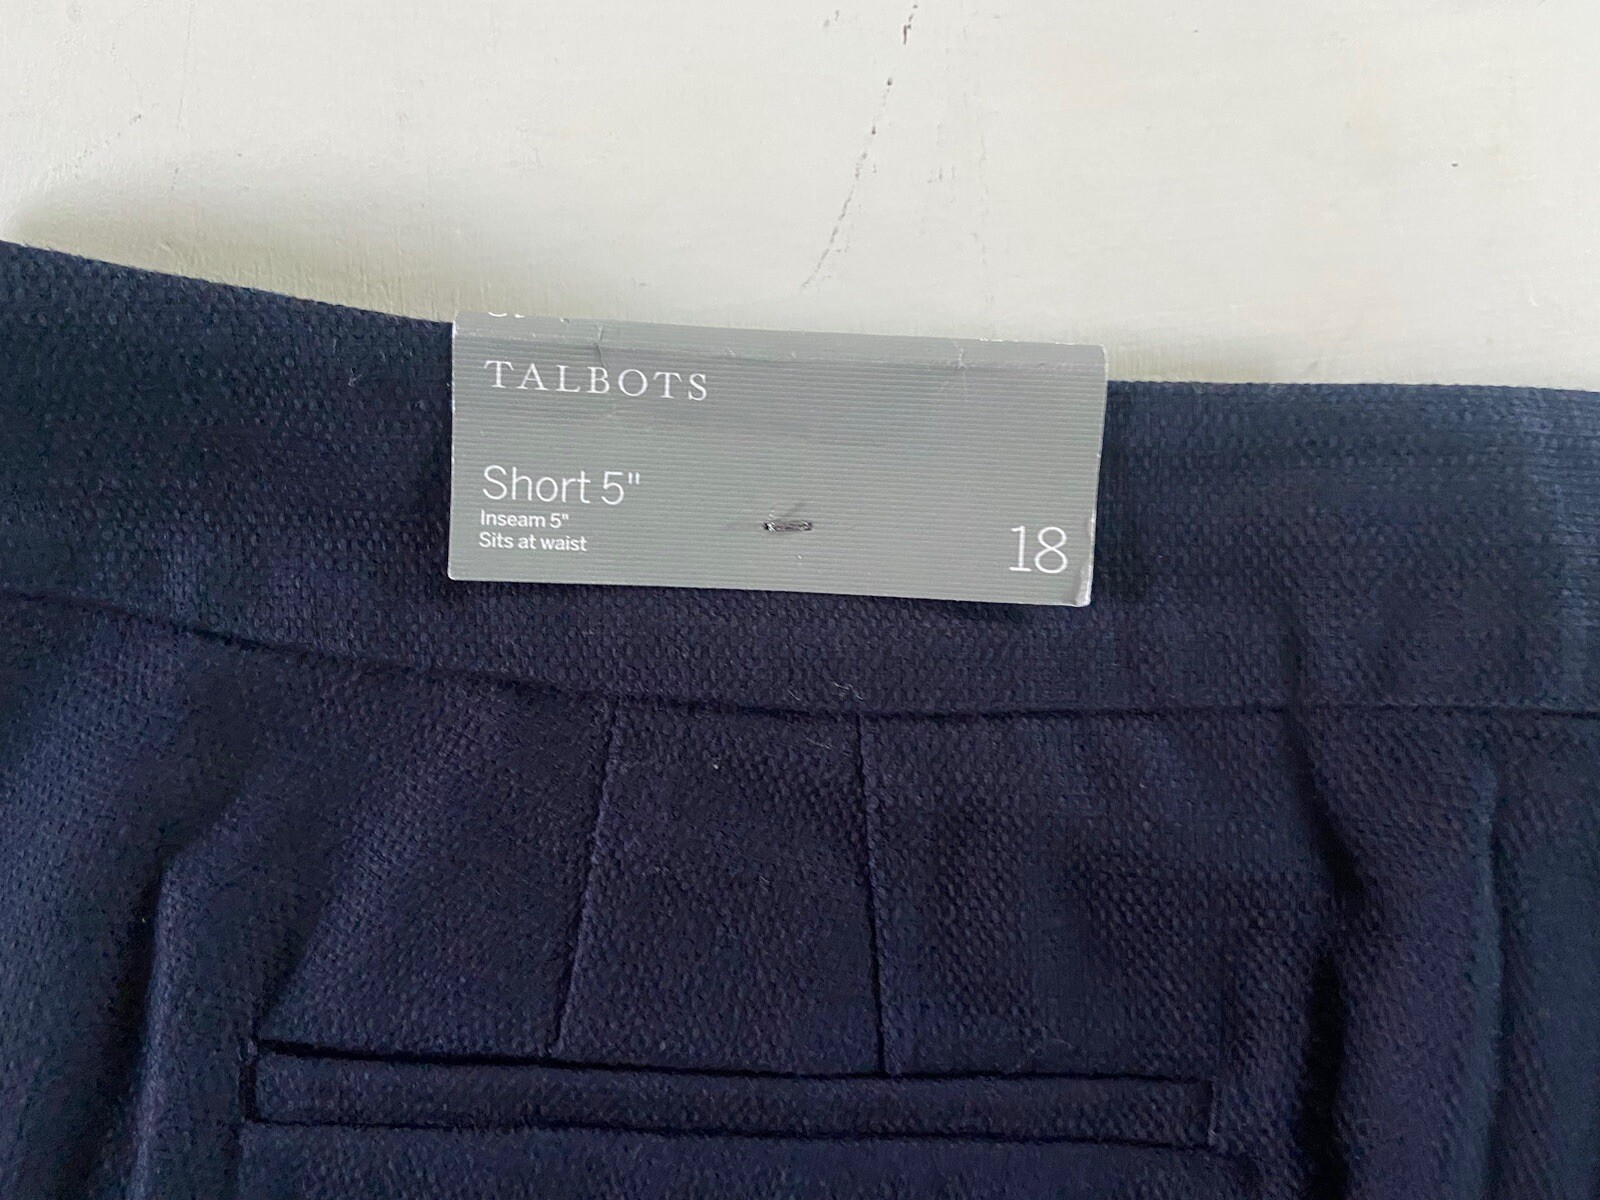 TALBOTS
Short 5"
Inseam 5"
Sits at waist
18